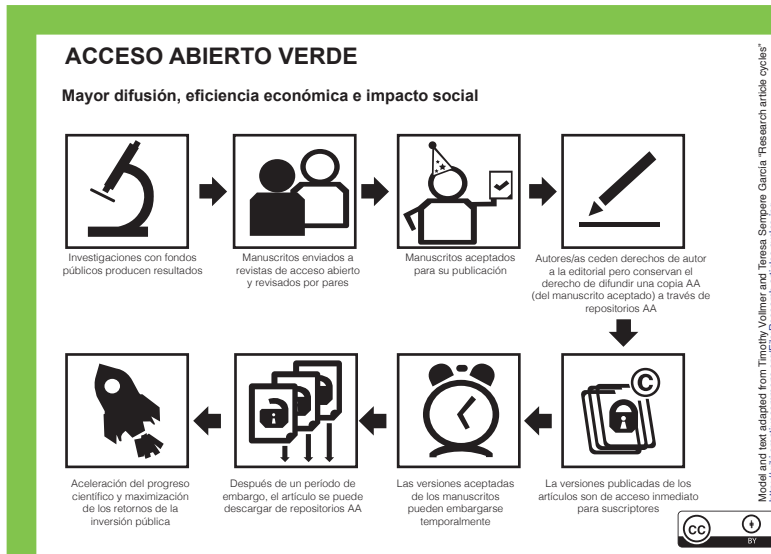 ACCESO ABIERTO VERDE
Mayor difusión, eficiencia económica e impacto social
Investigaciones con fondos
públicos producen resultados
Manuscritos enviados a
revistas de acceso abierto
y revisados por pares
Manuscritos aceptados
para su publicación
Autores/as ceden derechos de autor
a la editorial pero conservan el
derecho de difundir una copia AA
(del manuscrito aceptado) a través de
repositorios AA
C
La versiones publicadas de los
artículos son de acceso inmediato
para suscriptores
Las versiones aceptadas
de los manuscritos
pueden embargarse
temporalmente
Después de un período de
embargo, el artículo se puede
descargar de repositorios AA
Aceleración del progreso
científico y maximización
de los retornos de la
inversión pública
Model and text adapted from Timothy Vollmer and Teresa Sempere Garcia "Research article cycles"
cc
BY